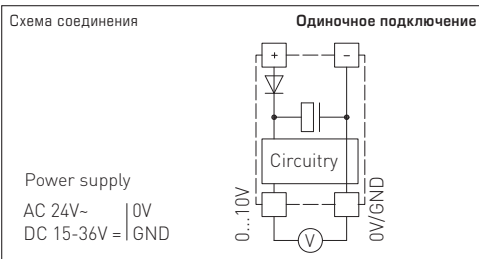 Схема соединения
Одиночное подключение
+ −
Circuitry
Power supply
AC 24V~ | 0V
DC 15-36V = | GND
0...10V
0V/GND
V